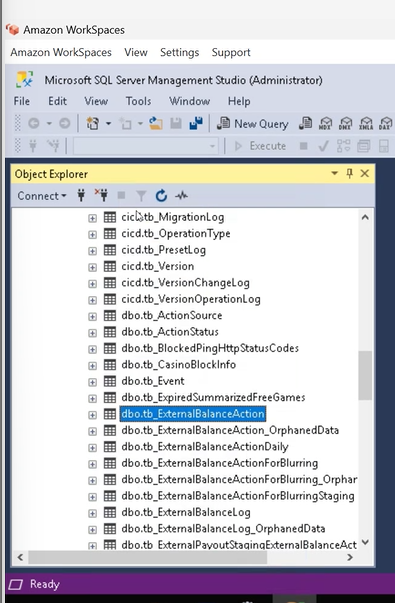 Amazon WorkSpaces
Amazon WorkSpaces View Settings Support
Microsoft SQL Server Management Studio (Administrator)
File Edit View Tools Window Help
New Query MDX DMX XMLA DAX
Execute
Object Explorer
Connect
cicd.tb_MigrationLog
cicd.tb_OperationType
cicd.tb_PresetLog
cicd.tb_Version
cicd.tb_VersionChangeLog
cicd.tb_VersionOperationLog
dbo.tb_ActionSource
dbo.tb_ActionStatus
dbo.tb_BlockedPingHttpStatusCodes
dbo.tb_CasinoBlockInfo
dbo.tb_Event
dbo.tb_ExpiredSummarizedFreeGames
dbo.tb_ExternalBalanceAction
dbo.tb_ExternalBalanceAction_OrphanedData
dbo.tb_ExternalBalanceActionDaily
dbo.tb_ExternalBalanceActionForBlurring
dbo.tb_ExternalBalanceActionForBlurring_Orphar
dbo.tb_ExternalBalanceActionForBlurringStaging
dbo.tb_ExternalBalanceLog
dbo.tb_ExternalBalanceLog_OrphanedData
dbo.tb_ExternalPayoutStagingExternalBalanceAct
Ready